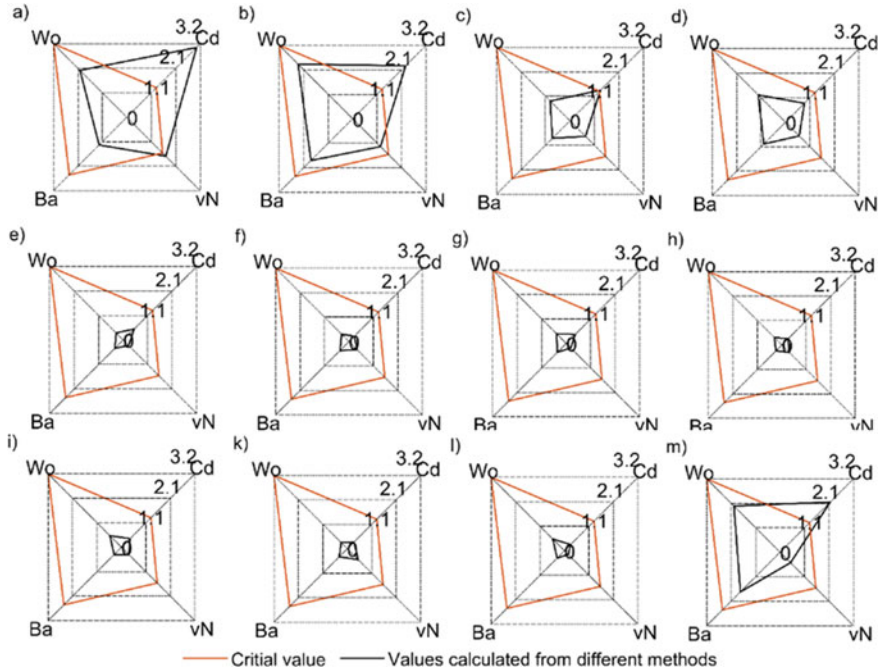 a) b) c) d)
3.2 3.2 3.2 3.2
Wo Cd Wo Cd Wo Cd Wo Cd
2.1 2.1 2.1 2.1
1.1 1.1 1.1 1.1
0 0 0 0
Ba vN Ba vN Ba vN Ba vN
e) f) g) h)
3.2 3.2 3.2 3.2
Wo Cd Wo Cd Wo Cd Wo Cd
2.1 2.1 2.1 2.1
1.1 1.1 1.1 1.1
0 0 0 0
Ba vN Ba vN Ba vN Ba vN
i) k) l) m)
3.2 3.2 3.2 3.2
Wo Cd Wo Cd Wo Cd Wo Cd
2.1 2.1 2.1 2.1
1.1 1.1 1.1 1.1
0 0 0 0
Ba vN Ba vN Ba vN Ba vN
Critial value Values calculated from different methods